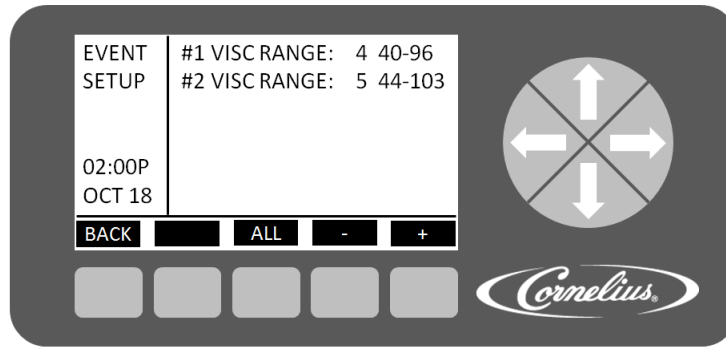 EVENT
SETUP
02:00P
OCT 18
#1 VISC RANGE: 4 40-96
#2 VISC RANGE: 5 44-103
BACK ALL - +
Cornelius®